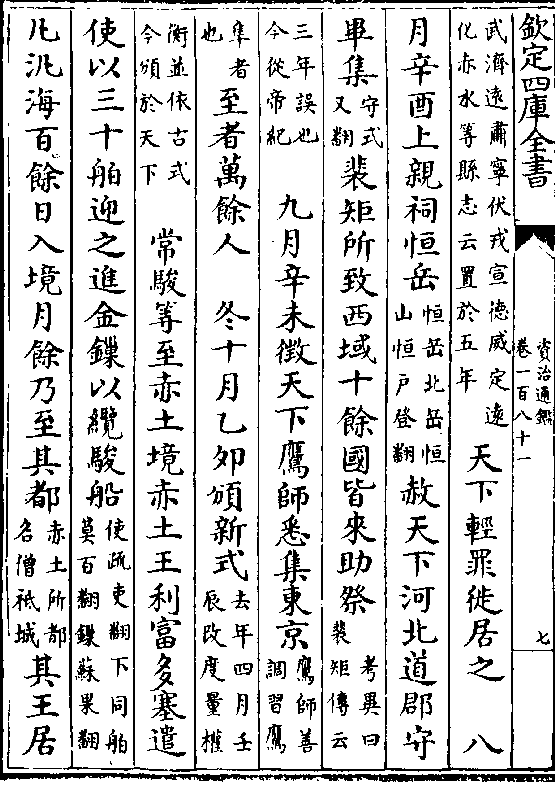 欽定四庫全書
資治通鑑
卷一百八十一
七
武濟遠肅寧伏戎宣德威定遠
化赤水等縣志云置於五年
天下輕罪徙居之 八
月辛酉上親祠恒岳
恒岳北岳恒
山恒戶登翻
赦天下河北道郡守
畢集
守式
又翻
裴矩所致西域十餘國皆來助祭
考異曰
裴矩傳云
三年誤也
今從帝紀
九月辛未徵天下鷹師悉集東京
鷹師善
調習鷹
隼者
也
至者萬餘人 冬十月乙卯頒新式
去年四月壬
辰改度量權
衡並依古式
今頒於天下
常駿等至赤土境赤土王利富多塞遣
使以三十舶迎之進金鏁以纜駿船
使疏吏翻下同舶
莫百翻鏁蘇果翻
凡汎海百餘日入境月餘乃至其都
赤土所都
名僧祗城
其王居